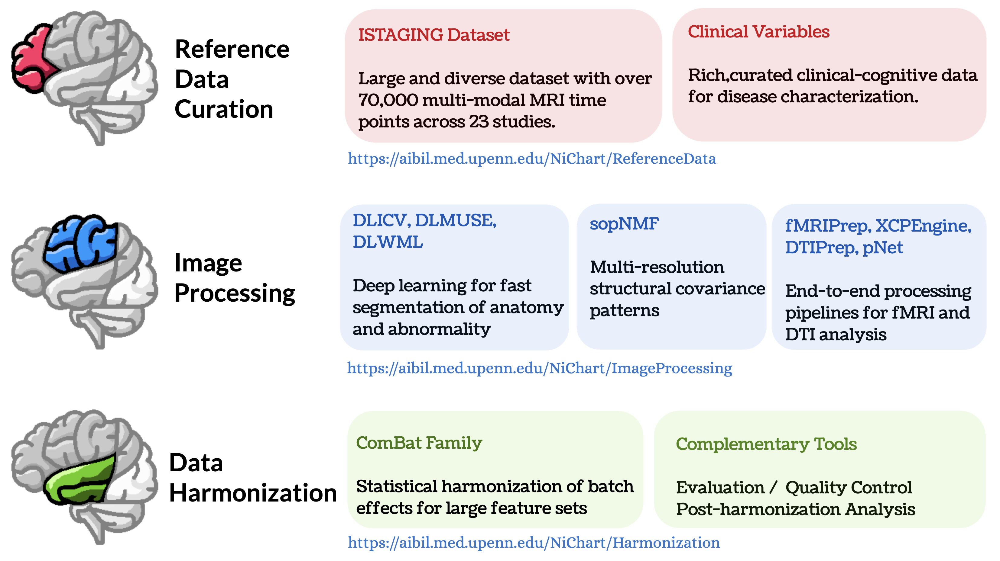 Reference
Data
Curation
ISTAGING Dataset
Large and diverse dataset with over
70,000 multi-modal MRI time
points across 23 studies.
Clinical Variables
Rich,curated clinical-cognitive data
for disease characterization.
https://aibil.med.upenn.edu/NiChart/ReferenceData
Image
Processing
DLICV, DLMUSE,
DLWML
Deep learning for fast
segmentation of anatomy
and abnormality
sopNMF
Multi-resolution
structural covariance
patterns
fMRIPrep, XCPEngine,
DTIPrep, pNet
End-to-end processing
pipelines for fMRI and
DTI analysis
https://aibil.med.upenn.edu/NiChart/ImageProcessing
Data
Harmonization
ComBat Family
Statistical harmonization of batch
effects for large feature sets
Complementary Tools
Evaluation / Quality Control
Post-harmonization Analysis
https://aibil.med.upenn.edu/NiChart/Harmonization